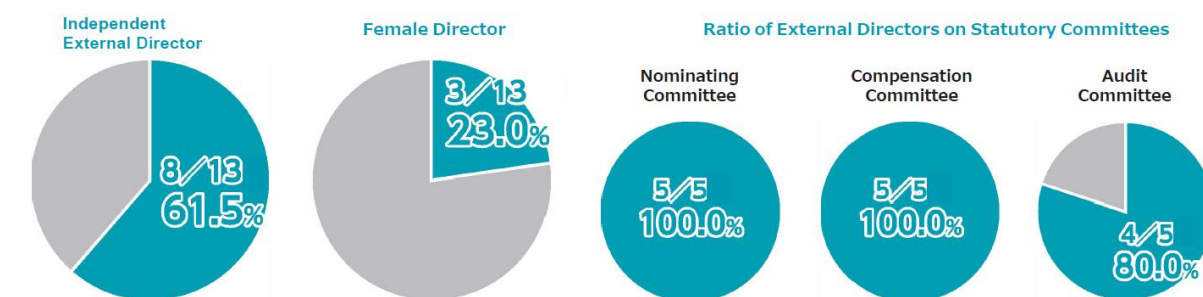 Independent
External Director
8/13
61.5%
Female Director
3/13
23.0%
Ratio of External Directors on Statutory Committees
Nominating
Committee
5/5
100.0%
Compensation
Committee
5/5
100.0%
Audit
Committee
4/5
80.0%